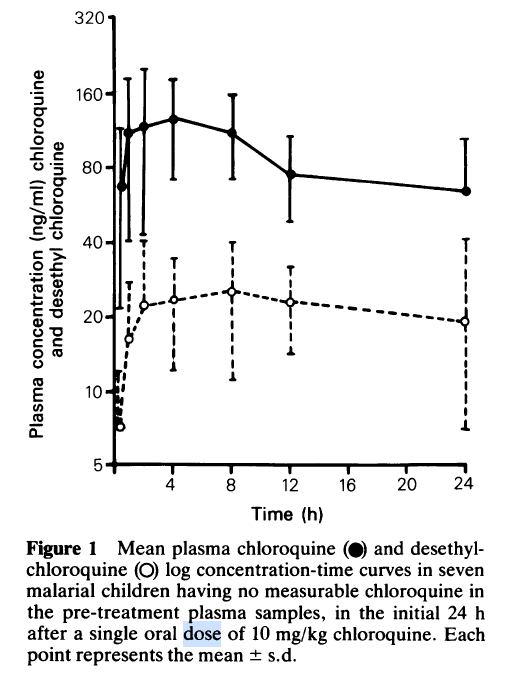 320
160
80
40
20
10
5
Plasma concentration (ng/ml) chloroquine
and desethyl chloroquine
4 8 12 16 20 24
Time (h)
Figure 1 Mean plasma chloroquine (●) and desethyl-
chloroquine (○) log concentration-time curves in seven
malarial children having no measurable chloroquine in
the pre-treatment plasma samples, in the initial 24 h
after a single oral dose of 10 mg/kg chloroquine. Each
point represents the mean ± s.d.